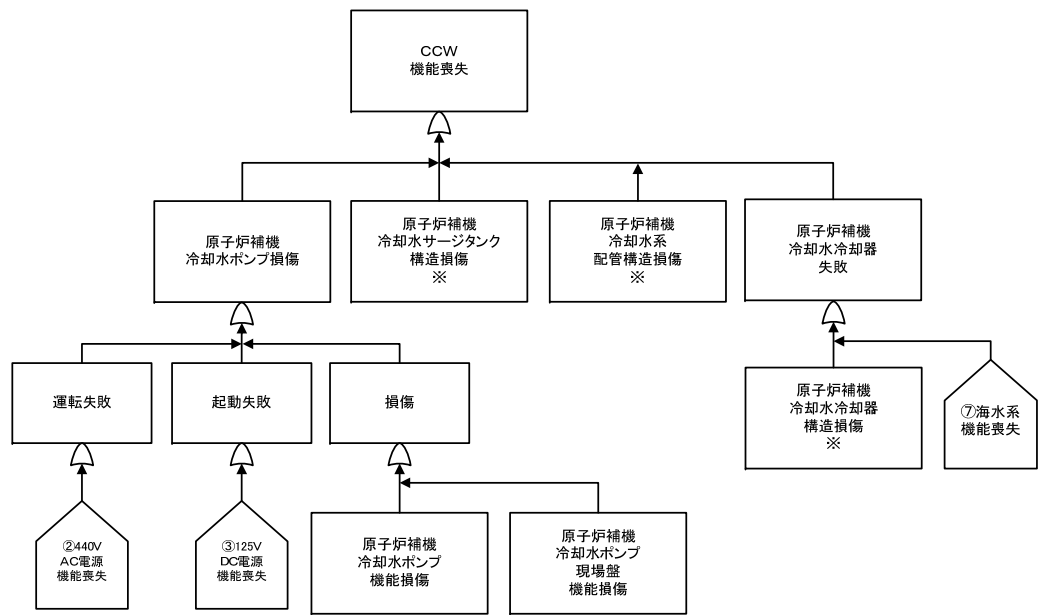 CCW
機能喪失
原子炉補機
冷却水ポンプ損傷
原子炉補機
冷却水サージタンク
構造損傷
※
原子炉補機
冷却水系
配管構造損傷
※
原子炉補機
冷却水冷却器
失敗
運転失敗
起動失敗
損傷
原子炉補機
冷却水冷却器
構造損傷
※
⑦海水系
機能喪失
②440V
AC電源
機能喪失
③125V
DC電源
機能喪失
原子炉補機
冷却水ポンプ
機能損傷
原子炉補機
冷却水ポンプ
現場盤
機能損傷